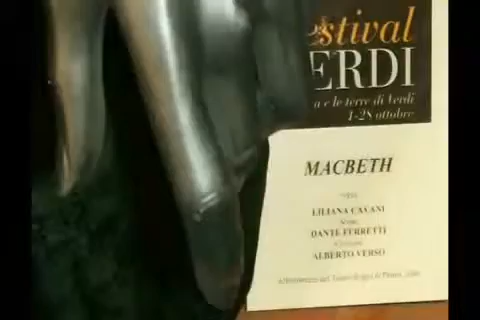 stival
ERDI
a e le terre di Verdi
1-28 ottobre
MACBETH
LILIANA CAVANI
DANTE FERRETTI
ALBERTO VERSO